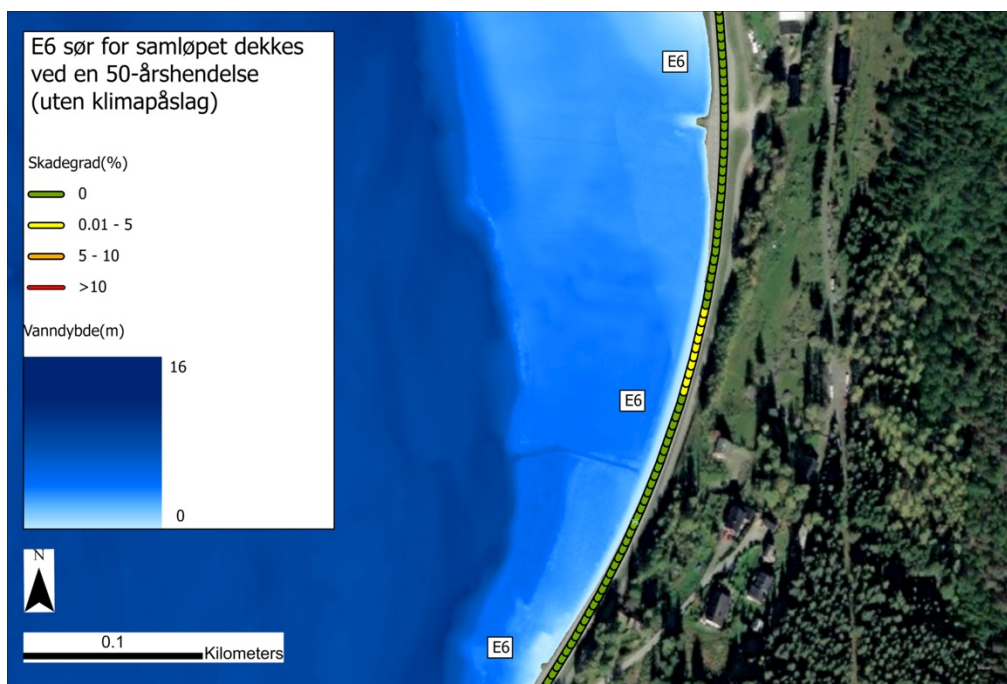 E6 sør for samløpet dekkes
ved en 50-årshendelse
(uten klimapåslag)
Skadegrad(%)
0
0.01 - 5
5 - 10
>10
Vanndybde(m)
16
0
N
0.1
Kilometers
E6
E6
E6